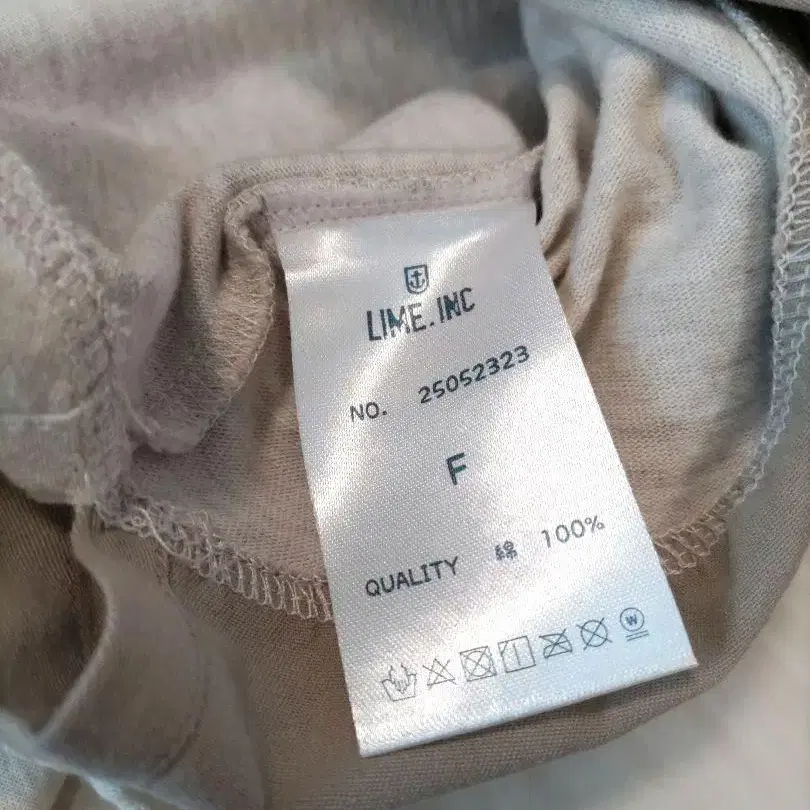 LIME.INC
NO. 25052323
F
QUALITY 綿 100%
W